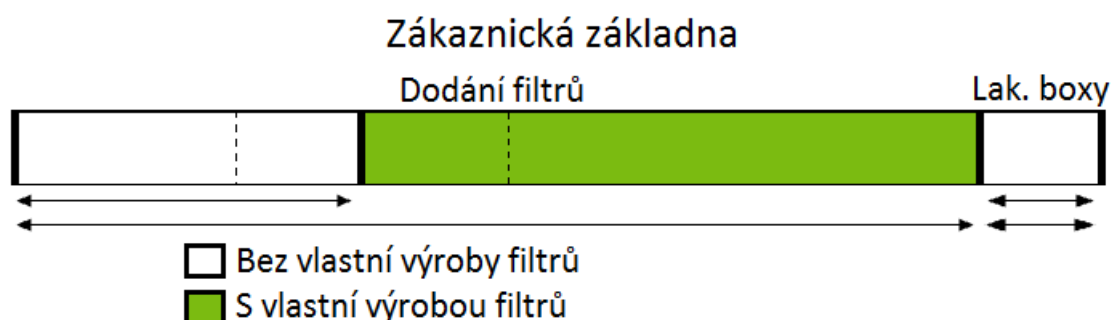 Zákaznická základna
Dodání filtrů
Lak. boxy
Bez vlastní výroby filtrů
S vlastní výrobou filtrů